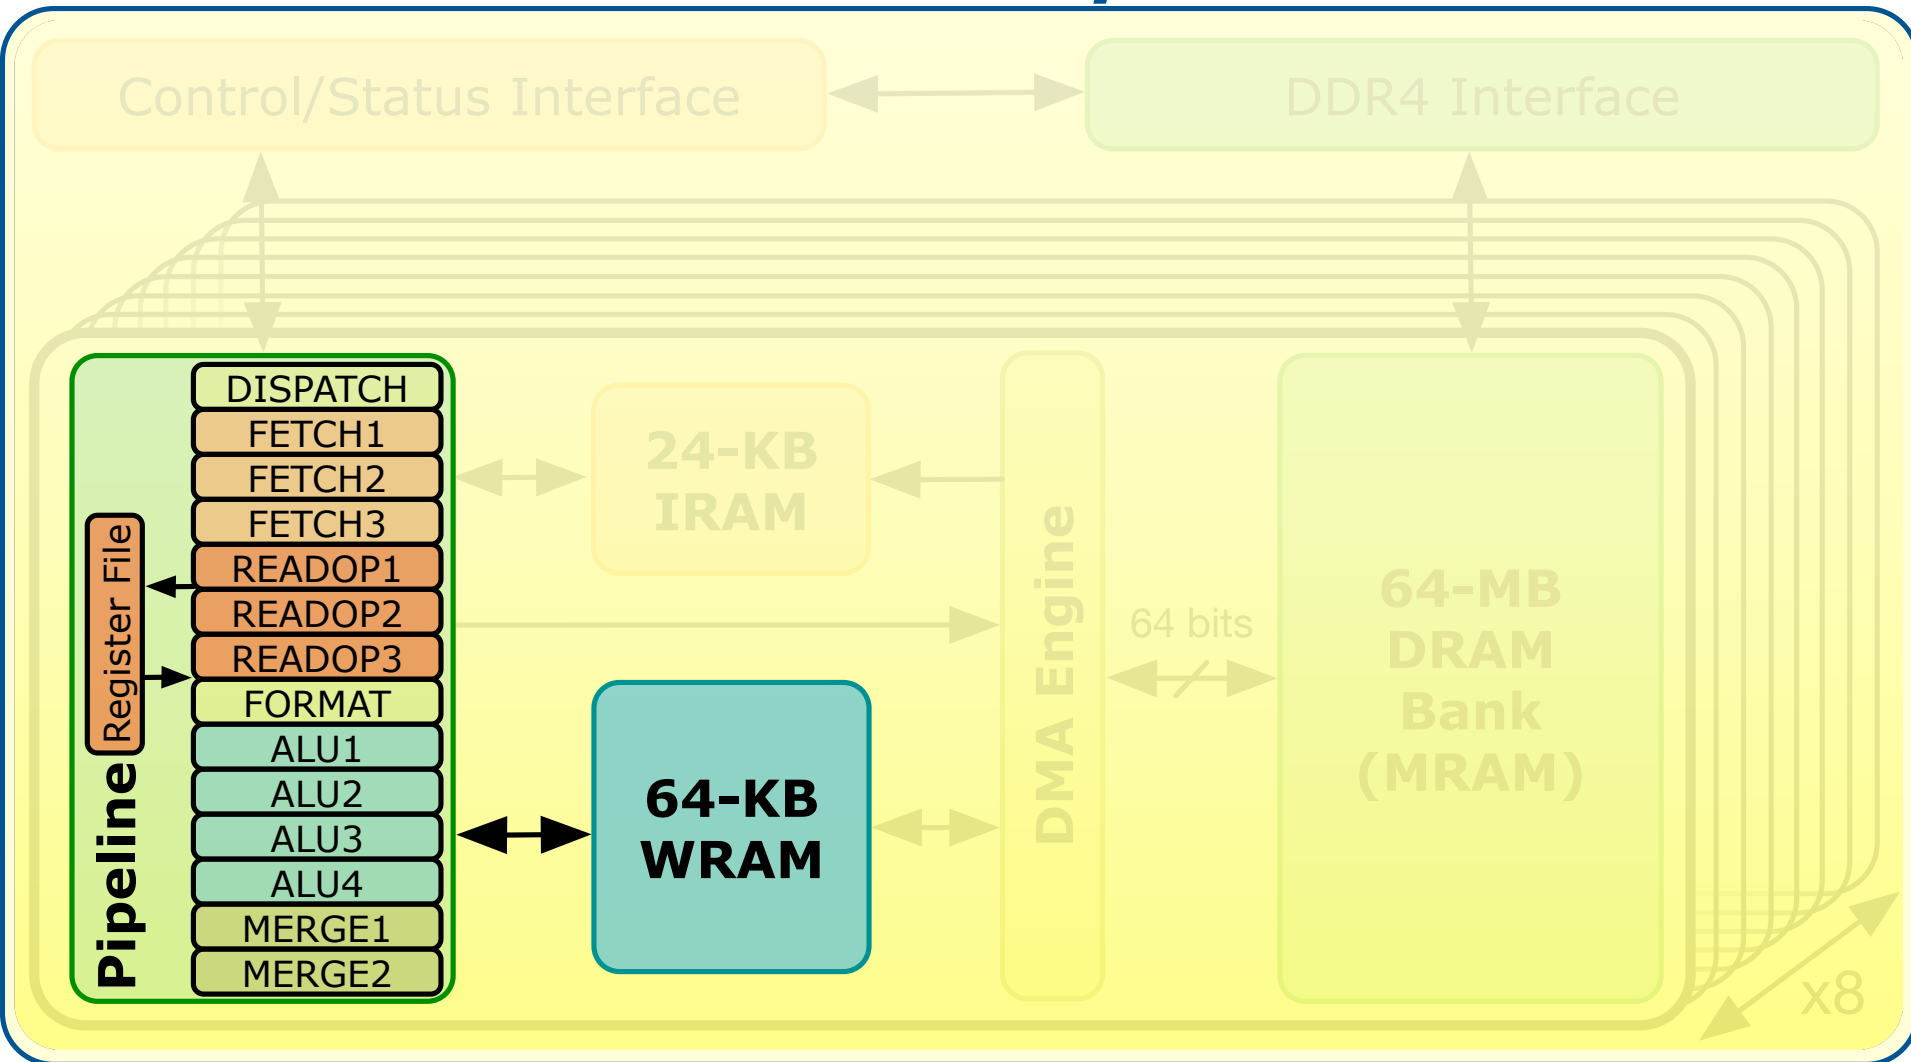 Control/Status Interface
DDR4 Interface
DISPATCH
FETCH1
FETCH2
FETCH3
READOP1
READOP2
READOP3
FORMAT
ALU1
ALU2
ALU3
ALU4
MERGE1
MERGE2
Register File
Pipeline
24-KB
IRAM
64-KB
WRAM
DMA Engine
64 bits
64-MB
DRAM
Bank
(MRAM)
x8